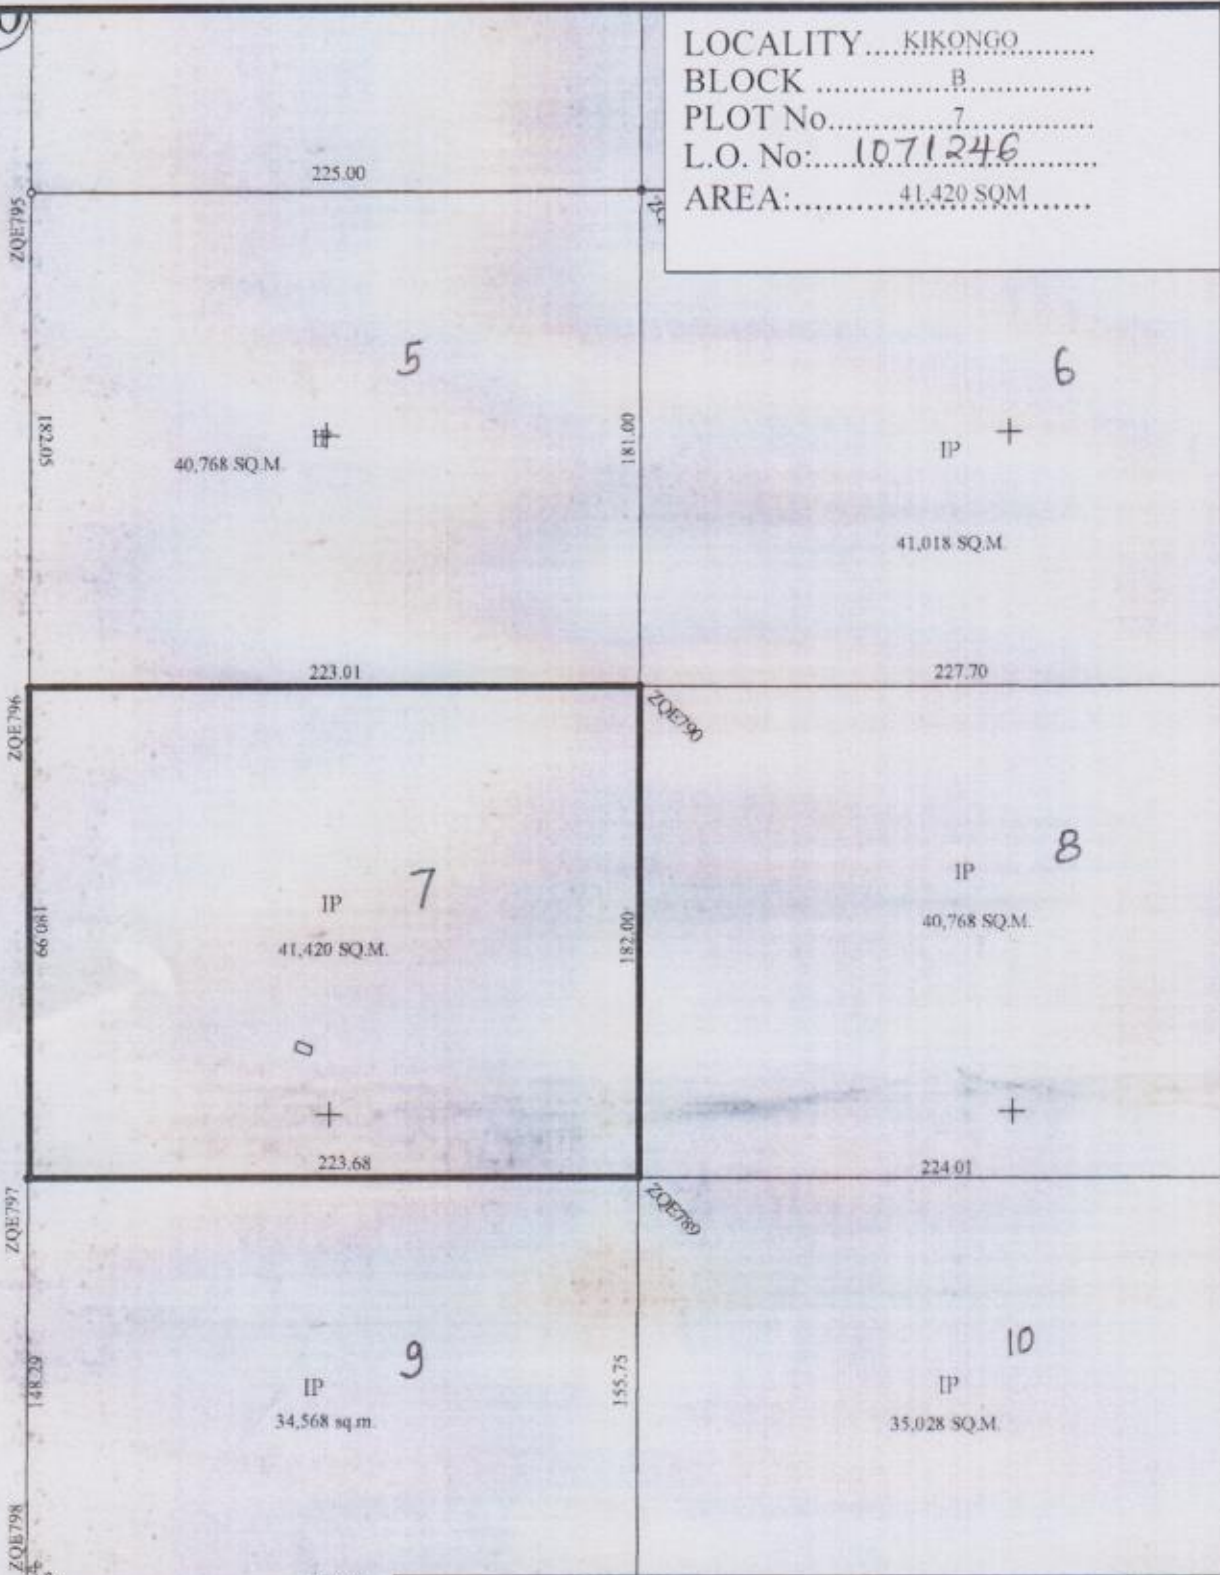 LOCALITY....KIKONGO..........
BLOCK ................B...............
PLOT No..............7..............
L.O. No:....1071246..........
AREA:............41,420 SQM.......
225.00
ZQE795
5
6
182.05
181.00
IP
IP
40,768 SQ.M.
41,018 SQ.M.
223.01
227.70
ZQE796
ZQE790
7
8
IP
IP
180.99
182.00
41,420 SQ.M.
40,768 SQ.M.
223.68
224.01
ZQE797
ZQE789
9
10
148.29
155.75
IP
IP
34,568 sq.m.
35,028 SQ.M.
ZQE798